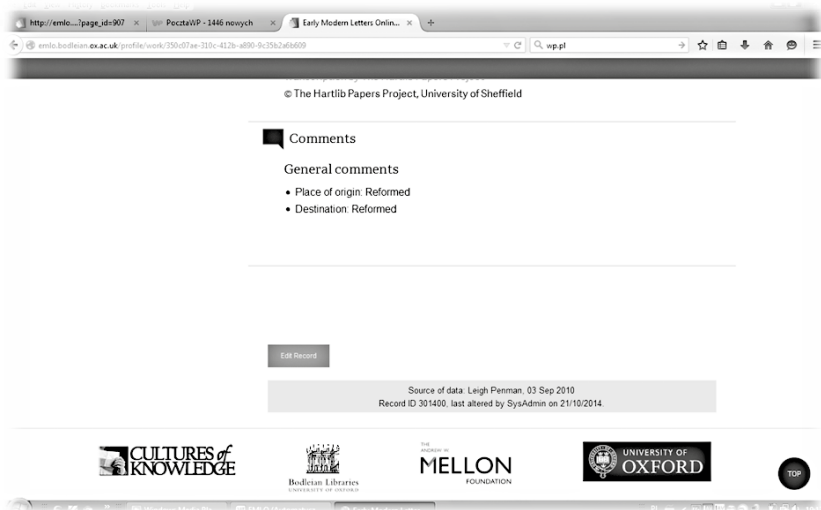 http://emlo....?page_id=907
PocztaWP - 1446 nowych
Early Modern Letters Onlin...
emlo.bodleian.ox.ac.uk/profile/work/350c07ae-310c-412b-a890-9c35b2a6b609
wp.pl
© The Hartlib Papers Project, University of Sheffield
Comments
General comments
• Place of origin: Reformed
• Destination: Reformed
Edit Record
Source of data: Leigh Penman, 03 Sep 2010
Record ID 301400, last altered by SysAdmin on 21/10/2014.
CULTURES of
KNOWLEDGE
Bodleian Libraries
UNIVERSITY OF OXFORD
THE
ANDREW W.
MELLON
FOUNDATION
UNIVERSITY OF
OXFORD
TOP